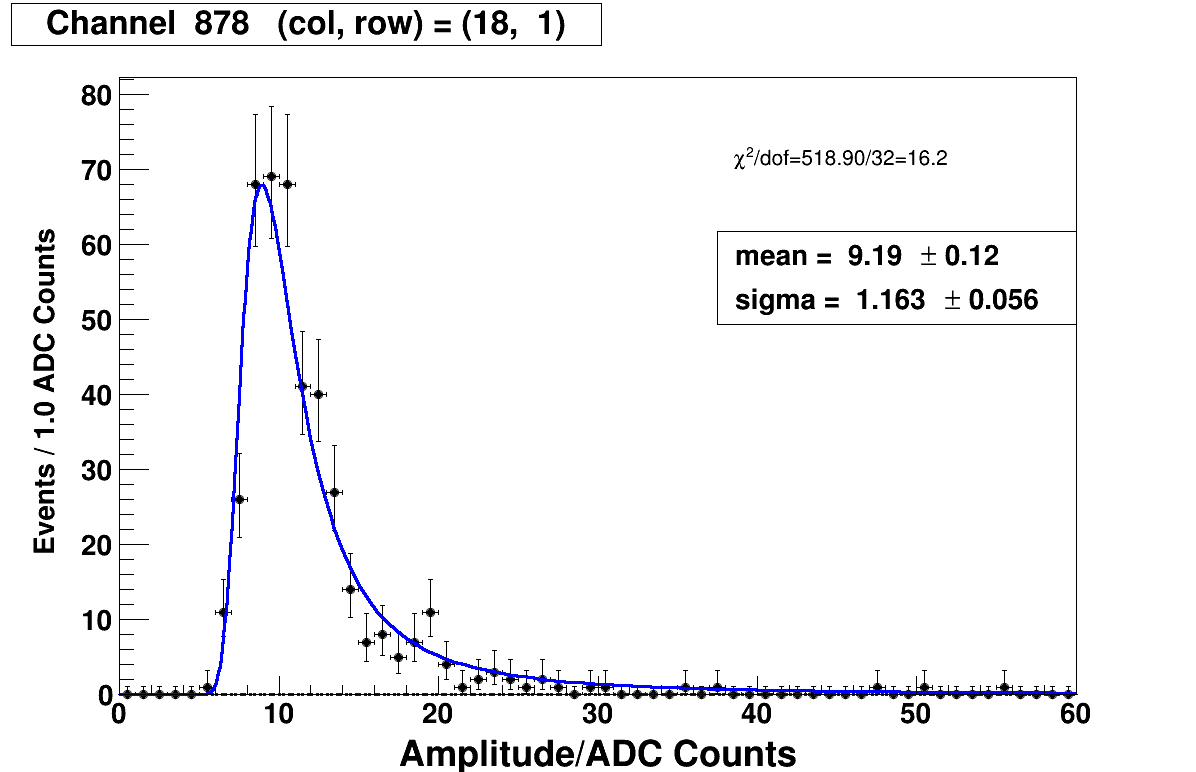 Channel 878 (col, row) = (18, 1)
80
70
60
50
40
30
20
10
0
Events / 1.0 ADC Counts
χ²/dof=518.90/32=16.2
mean = 9.19 ± 0.12
sigma = 1.163 ± 0.056
0 10 20 30 40 50 60
Amplitude/ADC Counts